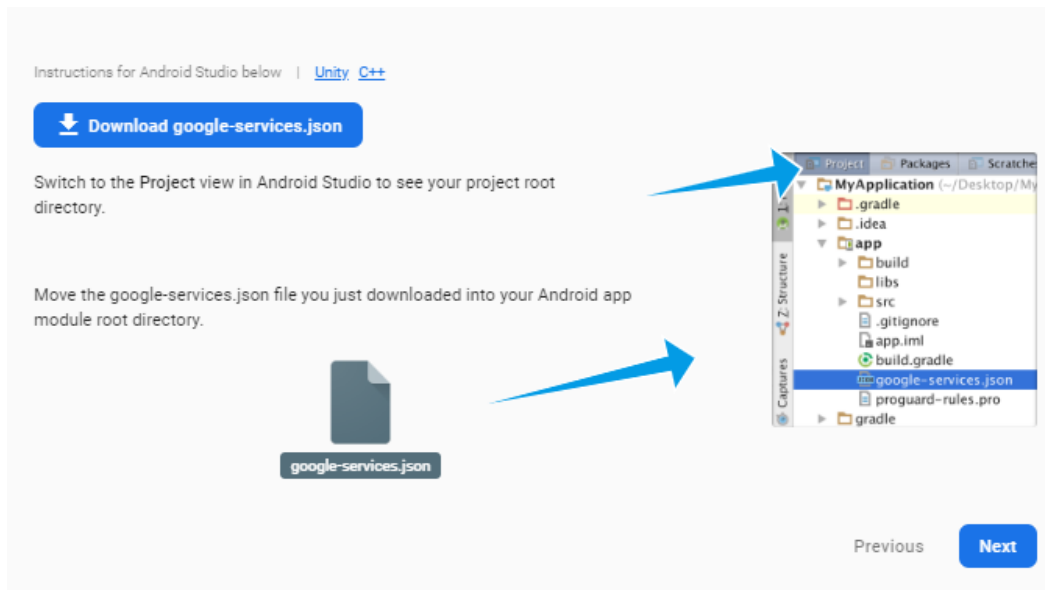 Instructions for Android Studio below | Unity C++
Download google-services.json
Switch to the Project view in Android Studio to see your project root
directory.
Move the google-services.json file you just downloaded into your Android app
module root directory.
google-services.json
Project Packages Scratche
MyApplication (~/Desktop/My
.gradle
.idea
app
build
libs
src
.gitignore
app.iml
build.gradle
google-services.json
proguard-rules.pro
gradle
Z: Structure
Captures
Previous Next